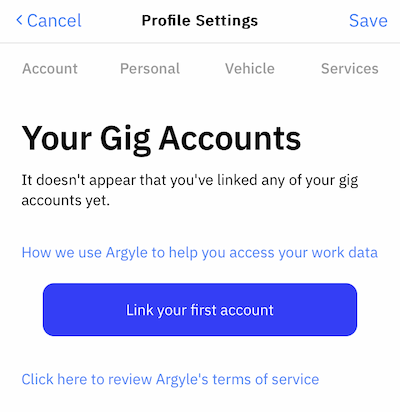 Cancel Profile Settings Save
Account Personal Vehicle Services
Your Gig Accounts
It doesn't appear that you've linked any of your gig
accounts yet.
How we use Argyle to help you access your work data
Link your first account
Click here to review Argyle's terms of service